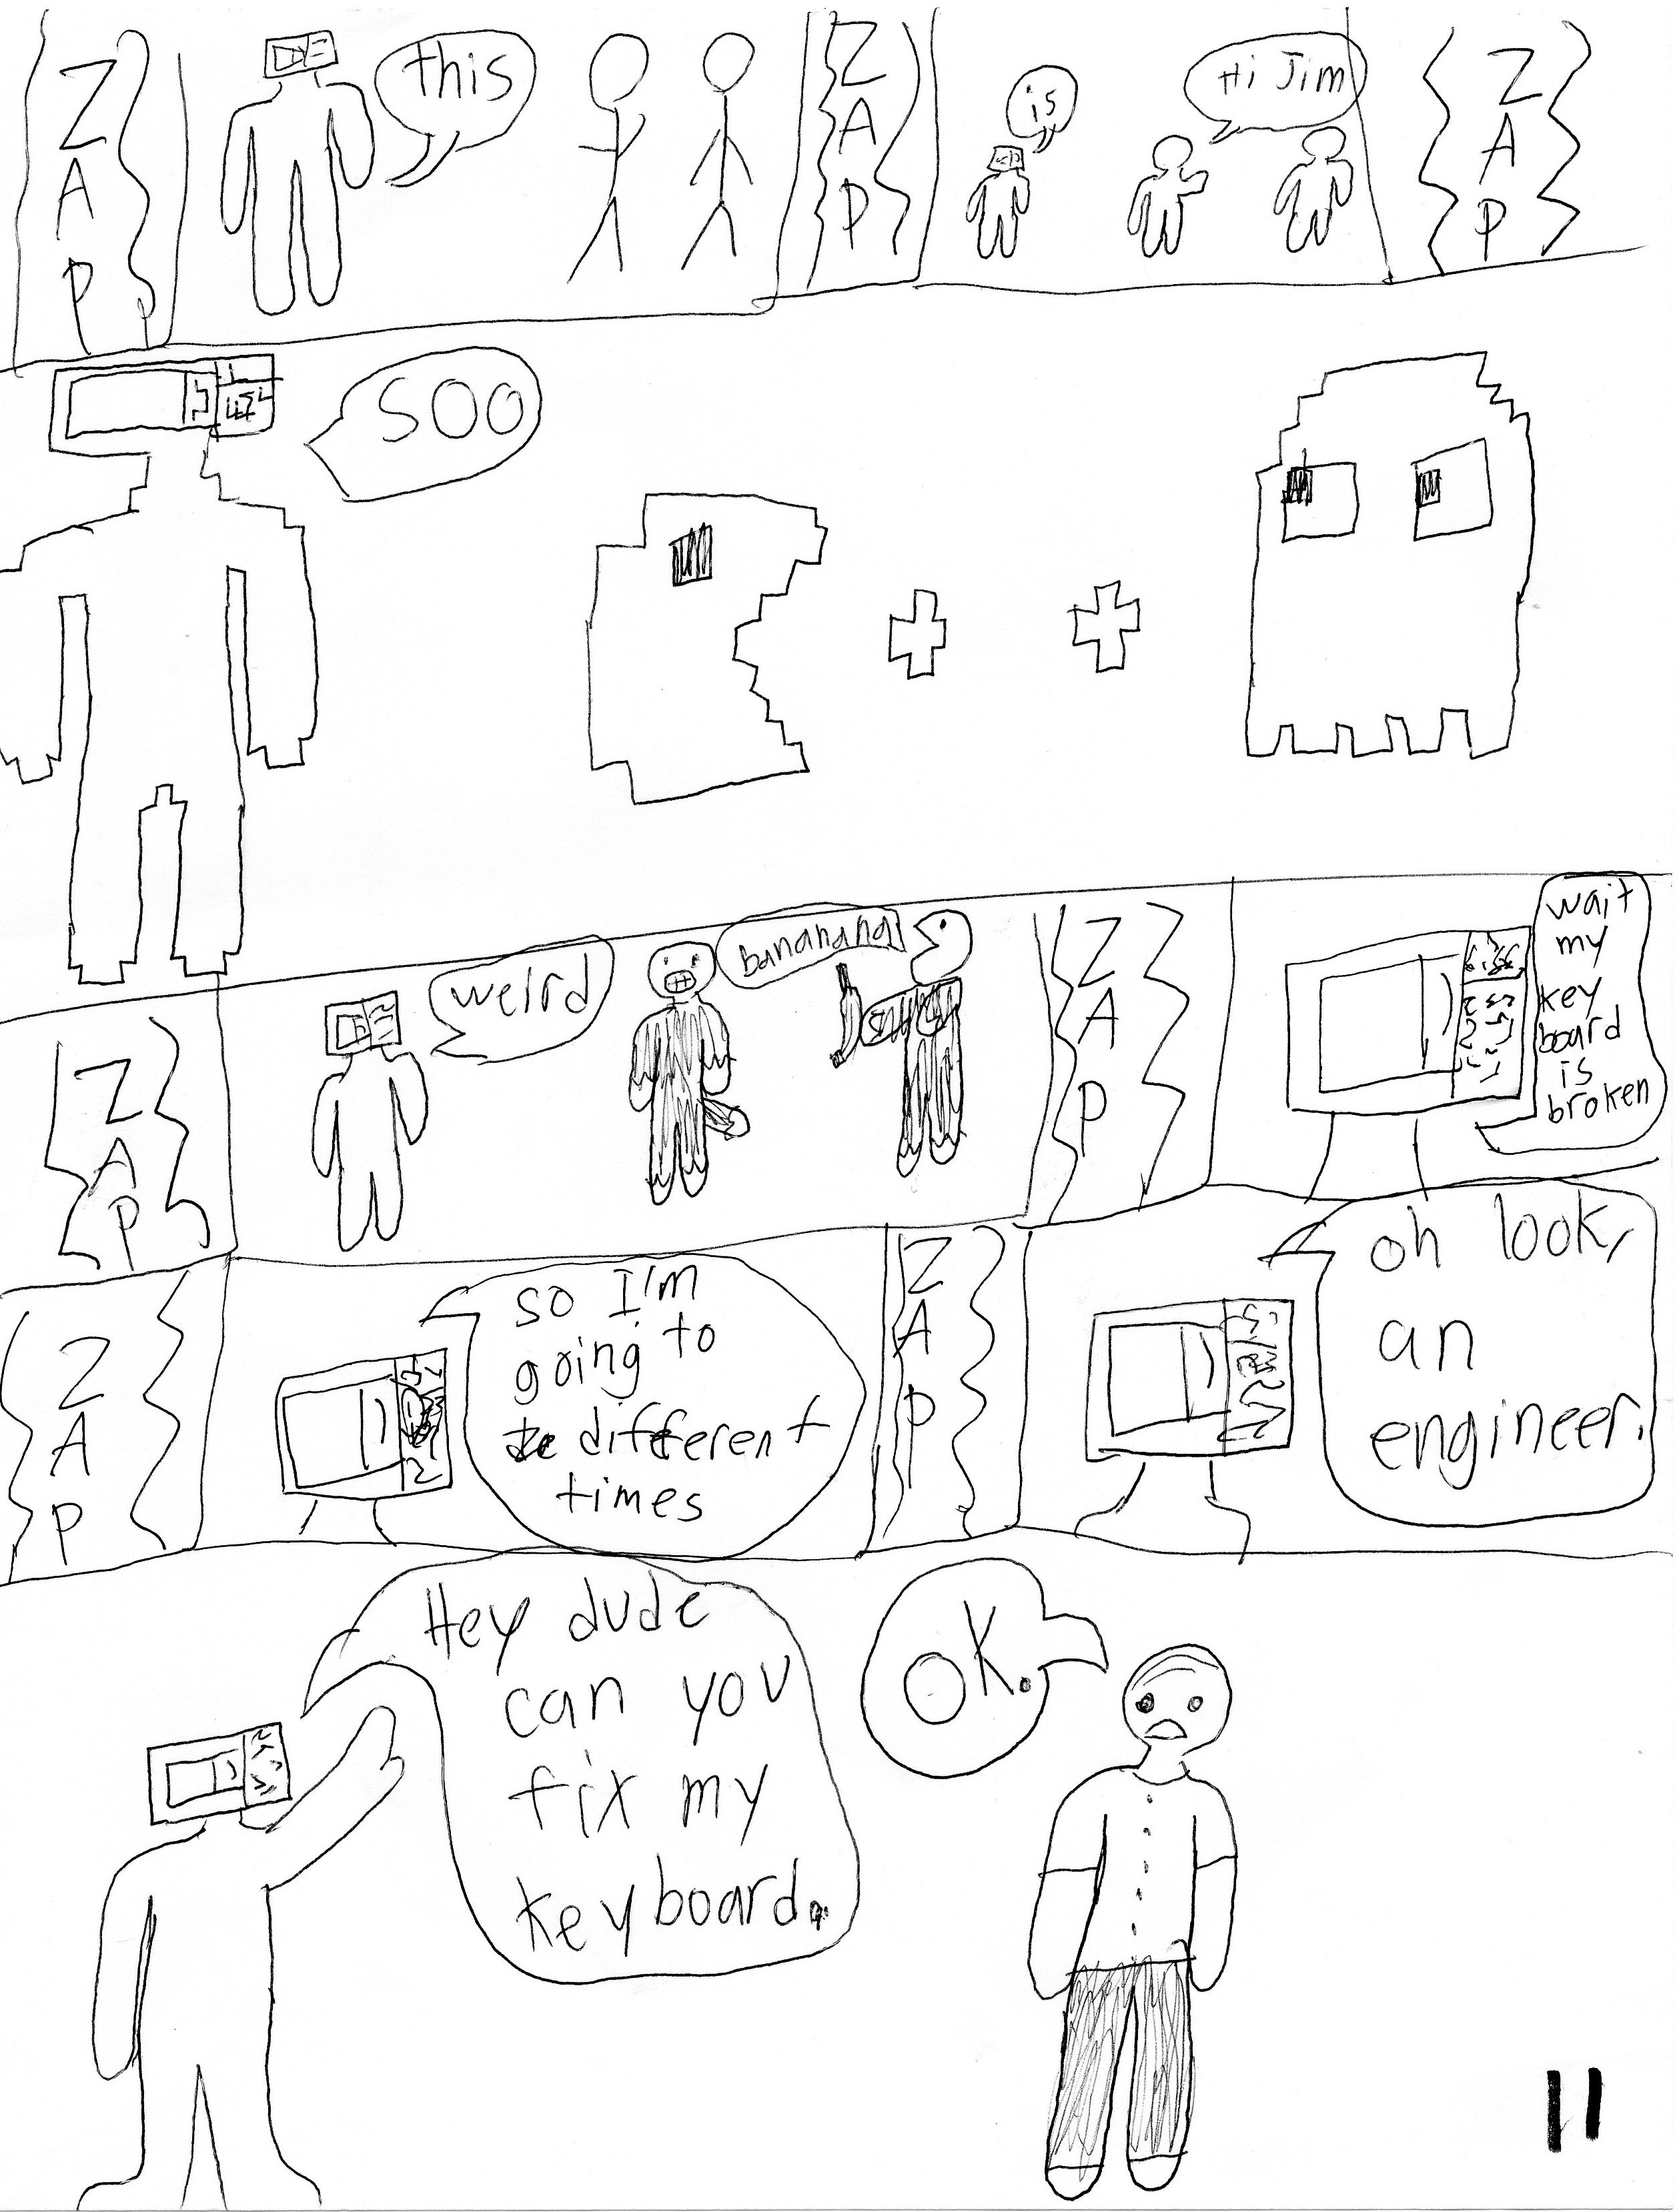 ZAP
this
ZAP
is
Hi Jim
ZAP
SOO
ZAP
weird
bananana
ZAP
wait
my
key
board
is
broken
ZAP
so I'm
going to
different
times
ZAP
oh look,
an
engineer.
Hey dude
can you
fix my
keyboard.
OK.
11